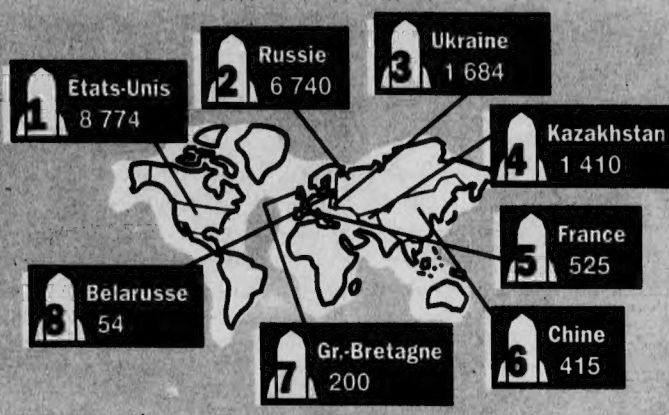 1
États-Unis
8 774
2
Russie
6 740
3
Ukraine
1 684
4
Kazakhstan
1 410
5
France
525
6
Chine
415
7
Gr.-Bretagne
200
8
Belarusse
54